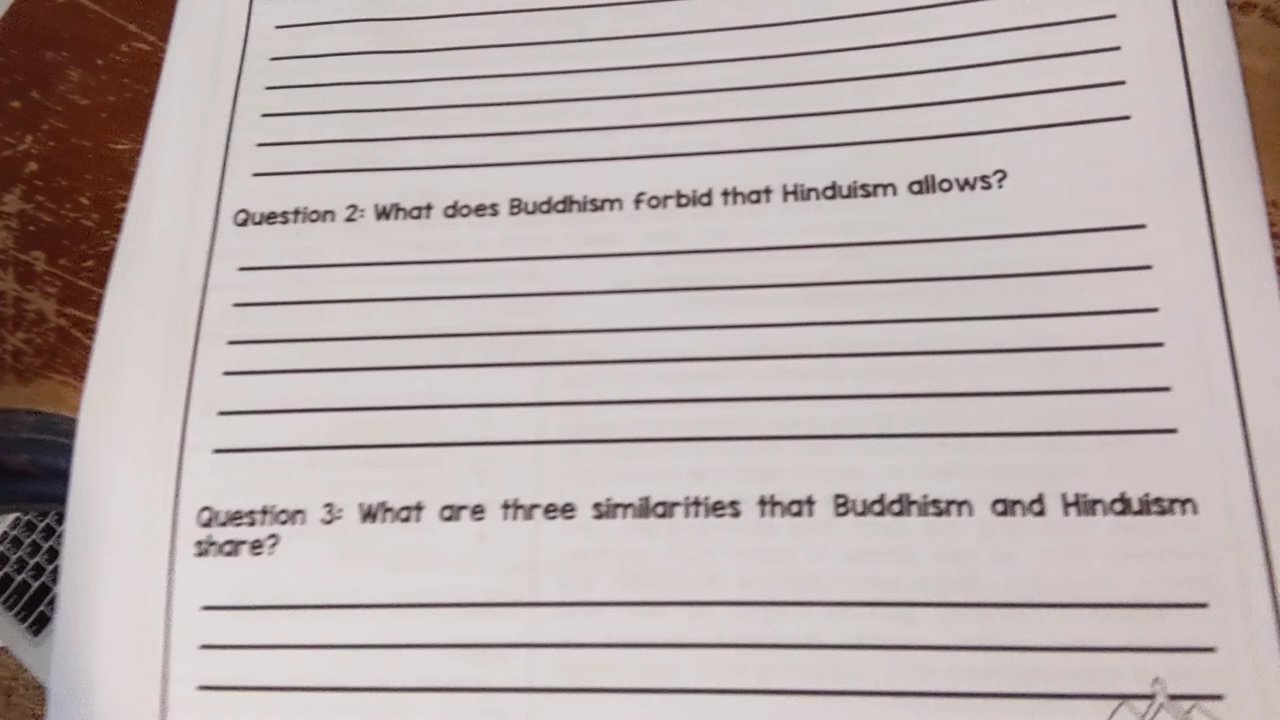 Question 2: What does Buddhism forbid that Hinduism allows?
Question 3: What are three similarities that Buddhism and Hinduism
share?